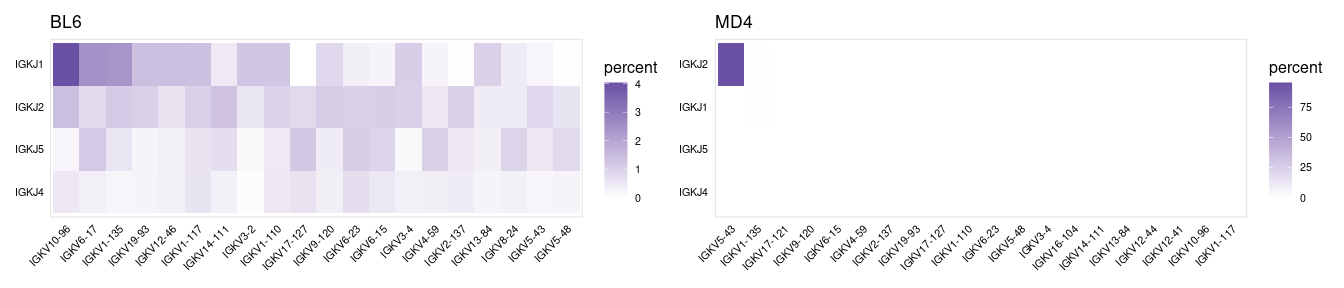 BL6
IGKJ1
IGKJ2
IGKJ5
IGKJ4
IGKV10-96
IGKV6-17
IGKV1-135
IGKV19-93
IGKV12-46
IGKV1-117
IGKV14-111
IGKV3-2
IGKV1-110
IGKV17-127
IGKV9-120
IGKV6-23
IGKV6-15
IGKV3-4
IGKV4-59
IGKV2-137
IGKV13-84
IGKV8-24
IGKV5-43
IGKV5-48
percent
4
3
2
1
0
MD4
IGKJ2
IGKJ1
IGKJ5
IGKJ4
IGKV5-43
IGKV1-135
IGKV17-121
IGKV9-120
IGKV6-15
IGKV4-59
IGKV2-137
IGKV19-93
IGKV17-127
IGKV1-110
IGKV6-23
IGKV5-48
IGKV3-4
IGKV16-104
IGKV14-111
IGKV13-84
IGKV12-44
IGKV12-41
IGKV10-96
IGKV1-117
percent
75
50
25
0